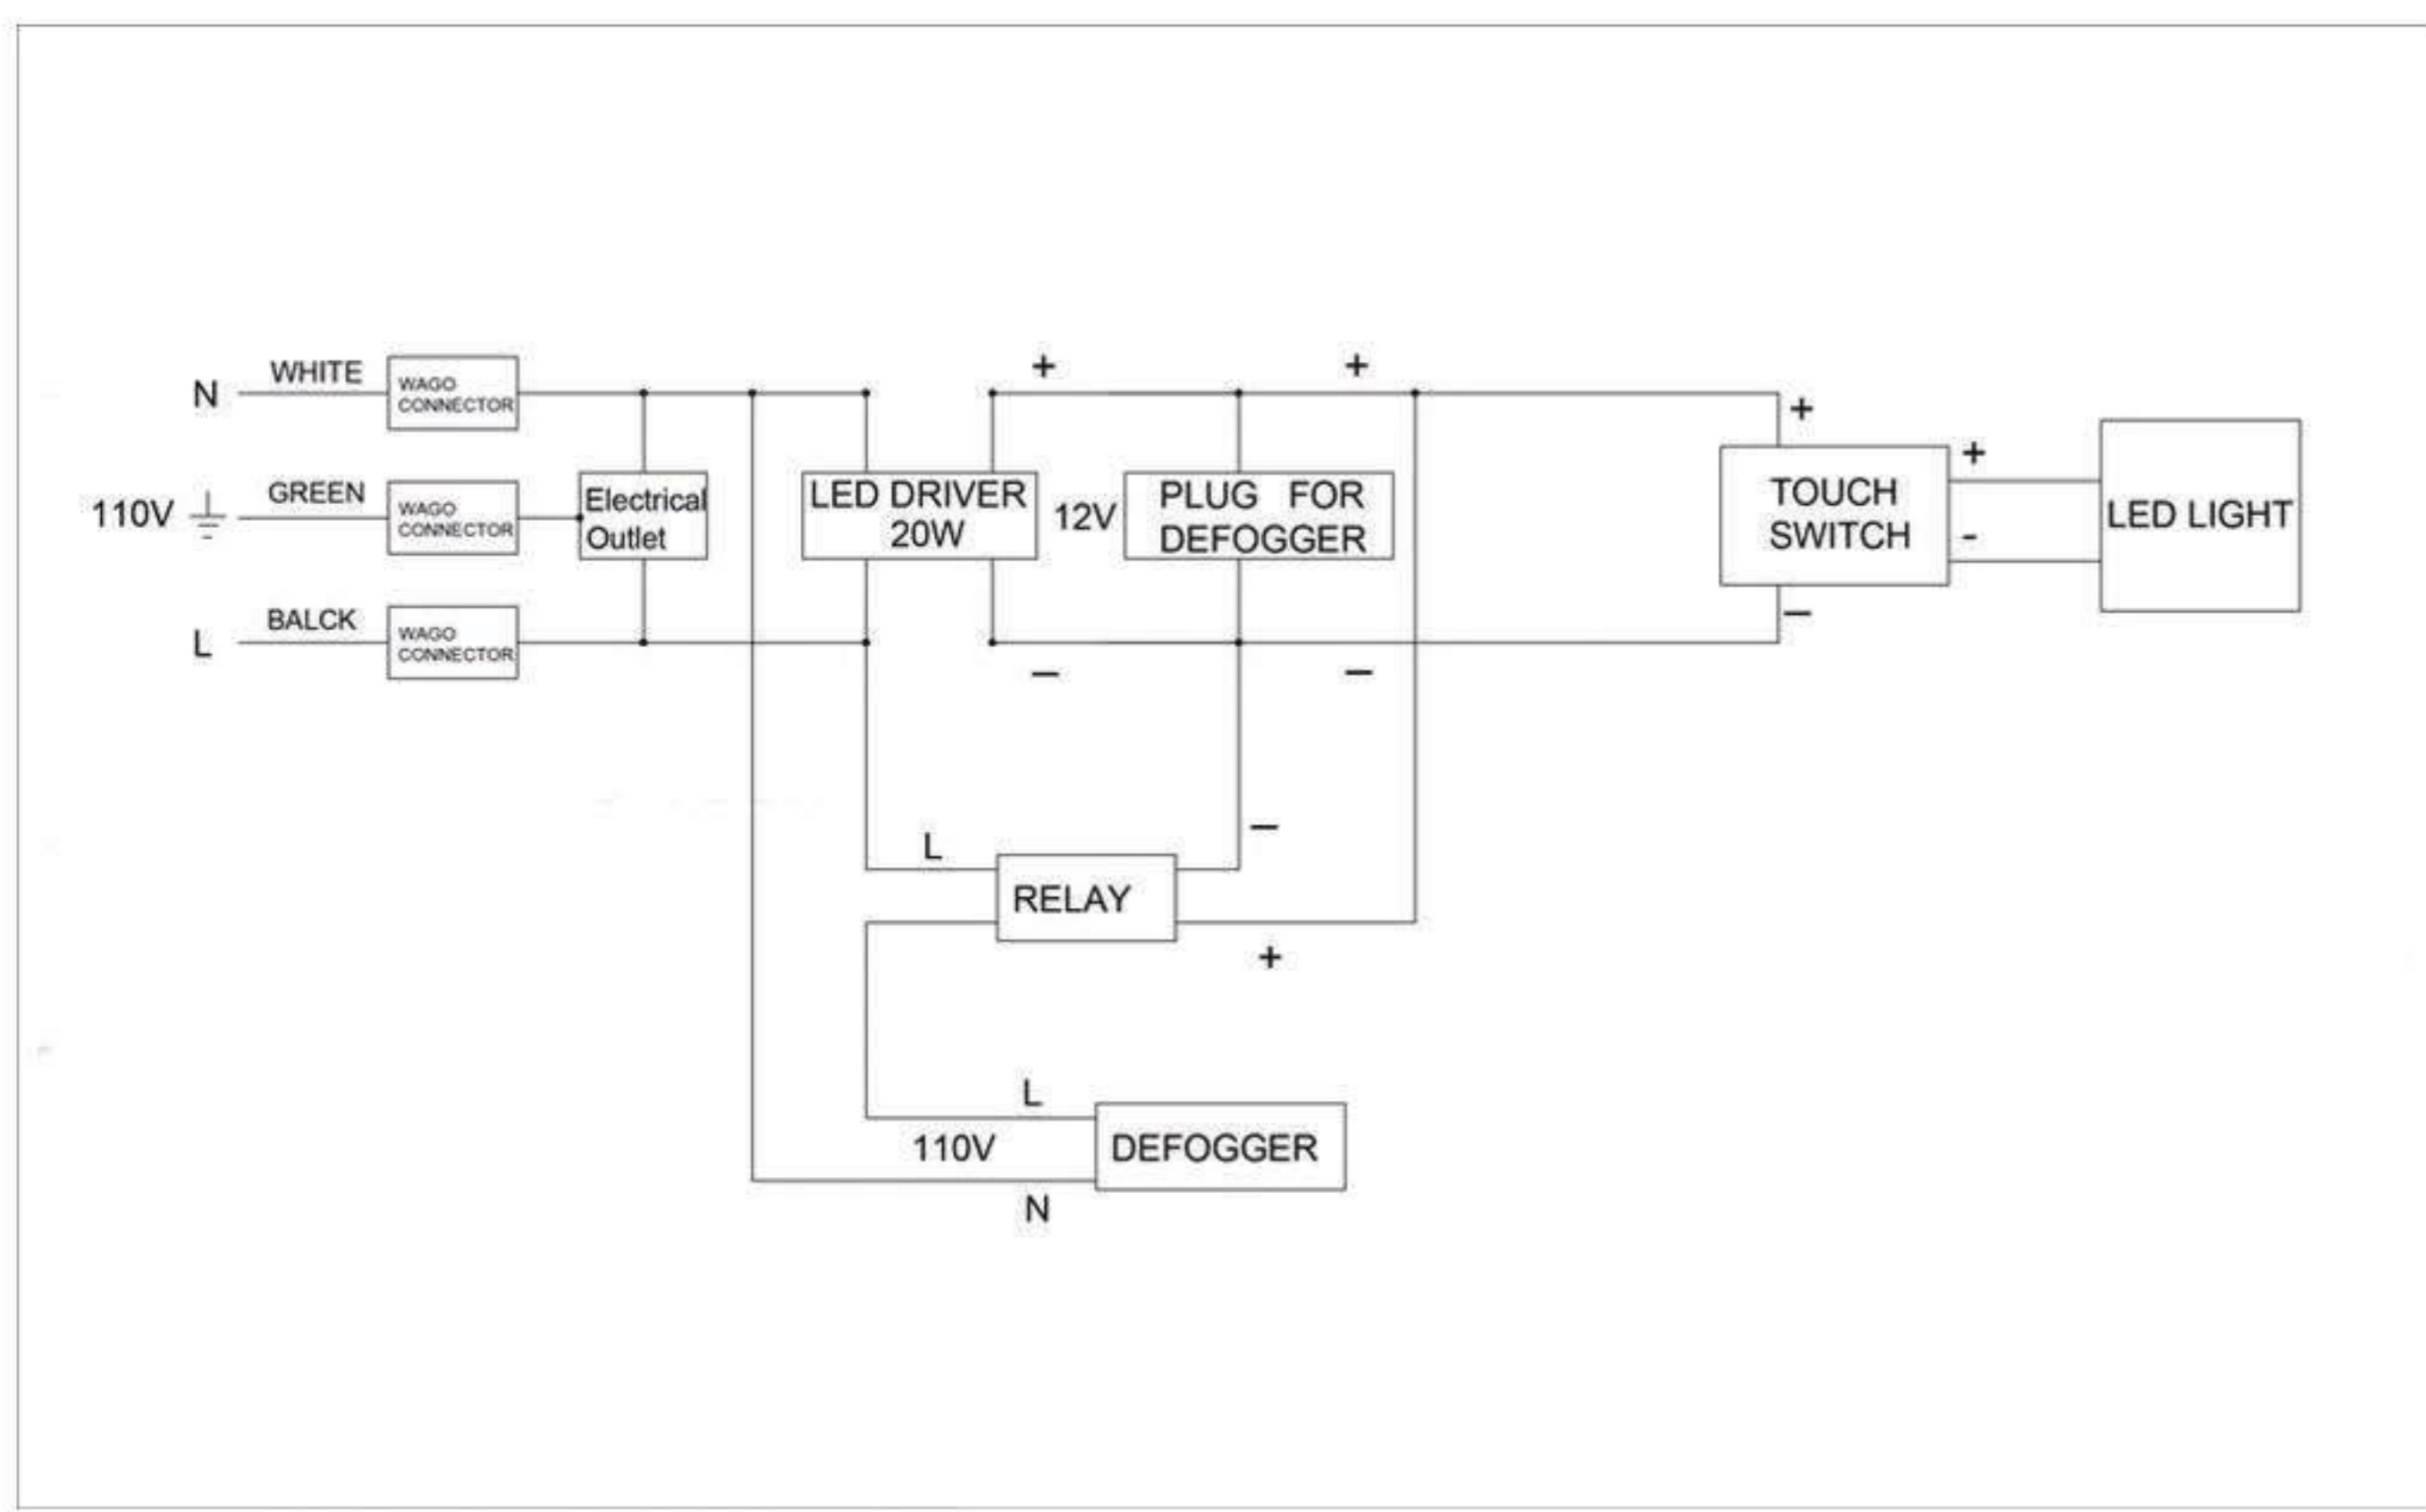 N
WHITE
WAGO
CONNECTOR
+
+
+
110V
GREEN
WAGO
CONNECTOR
Electrical
Outlet
LED DRIVER
20W
12V
PLUG FOR
DEFOGGER
TOUCH
SWITCH
+
-
LED LIGHT
L
BALCK
WAGO
CONNECTOR
–
–
–
L
RELAY
–
+
L
110V
DEFOGGER
N